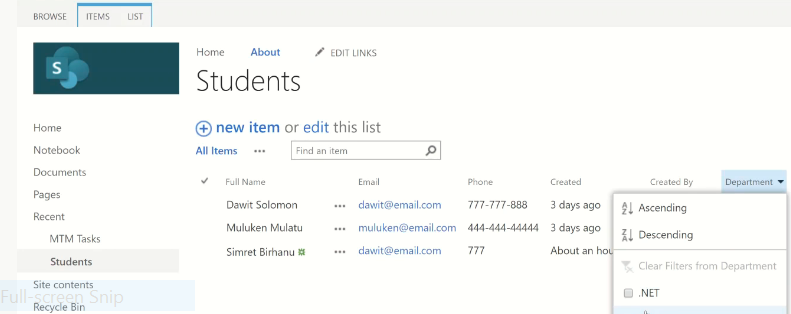 BROWSE ITEMS LIST
S
Home About EDIT LINKS
Students
new item or edit this list
All Items ••• Find an item
Home
Notebook
Documents
Pages
Recent
MTM Tasks
Students
Site contents
Recycle Bin
Full-screen Snip
Full Name Email Phone Created Created By Department
Dawit Solomon ••• dawit@email.com 777-777-888 3 days ago
Muluken Mulatu ••• muluken@email.com 444-444-44444 3 days ago
Simret Birhanu ••• dawit@email.com 777 About an hou
A Z Ascending
Z A Descending
Clear Filters from Department
.NET